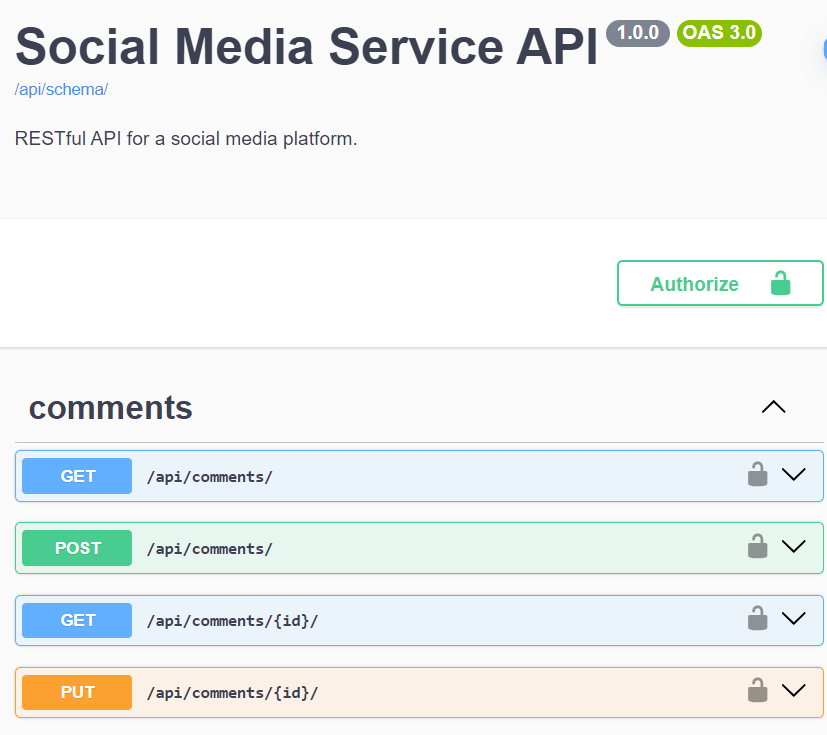 Social Media Service API 1.0.0 OAS 3.0
/api/schema/
RESTful API for a social media platform.
Authorize
comments
GET /api/comments/
POST /api/comments/
GET /api/comments/{id}/
PUT /api/comments/{id}/